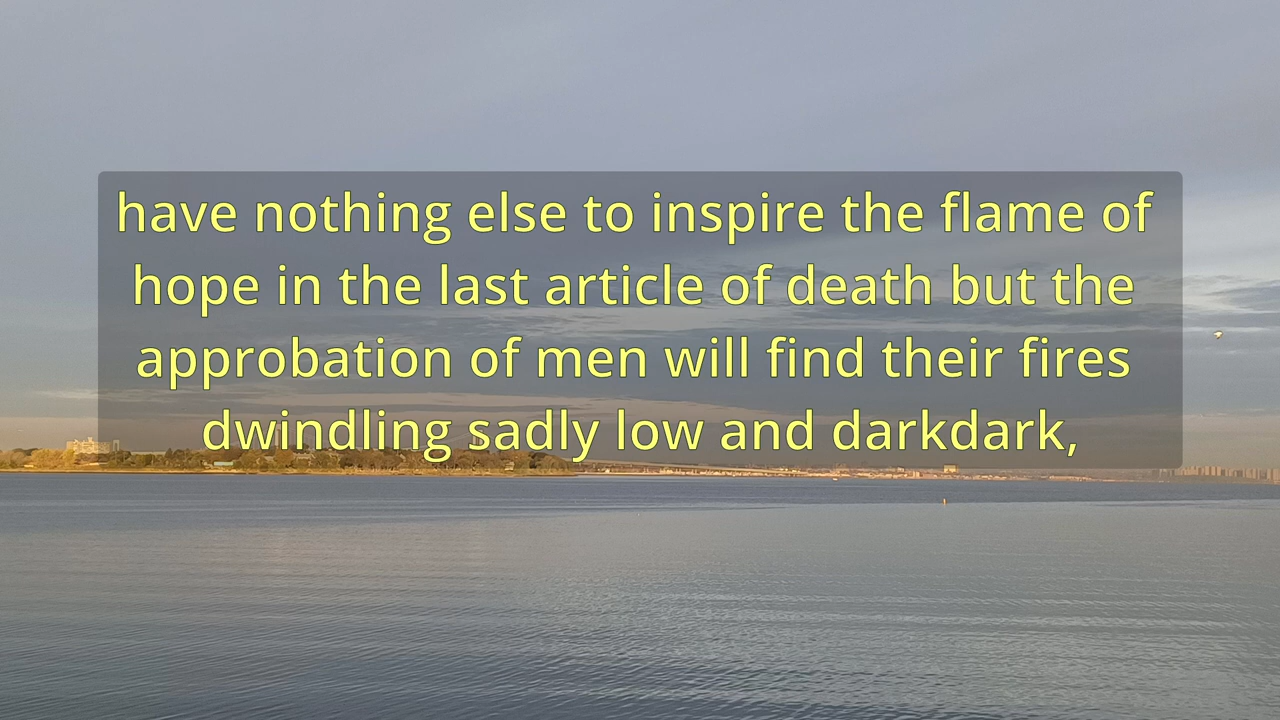 have nothing else to inspire the flame of
hope in the last article of death but the
approbation of men will find their fires
dwindling sadly low and darkdark,